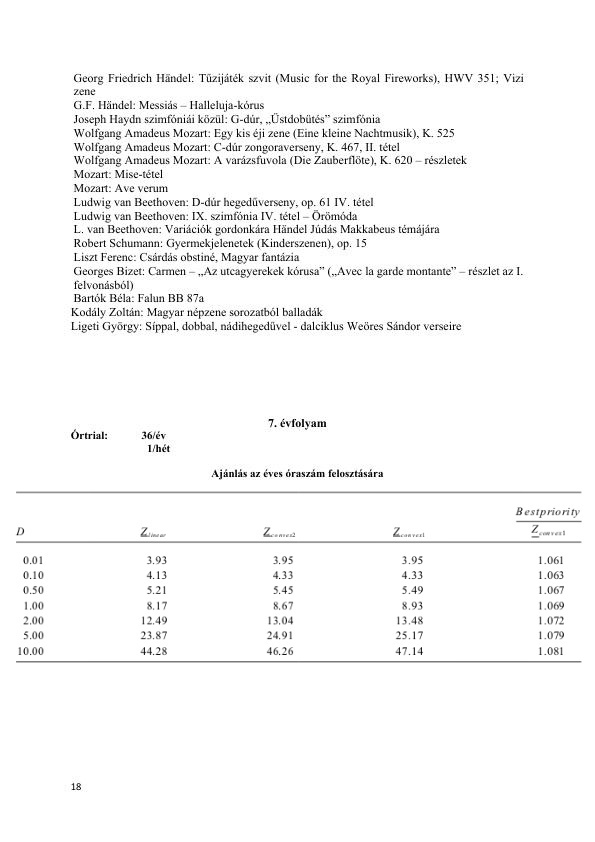 Georg Friedrich Händel: Tűzijáték szvit (Music for the Royal Fireworks), HWV 351; Vizi
zene
G.F. Händel: Messiás – Halleluja-kórus
Joseph Haydn szimfóniái közül: G-dúr, „Üstdobütés” szimfónia
Wolfgang Amadeus Mozart: Egy kis éji zene (Eine kleine Nachtmusik), K. 525
Wolfgang Amadeus Mozart: C-dúr zongoraverseny, K. 467, II. tétel
Wolfgang Amadeus Mozart: A varázsfuvola (Die Zauberflöte), K. 620 – részletek
Mozart: Mise-tétel
Mozart: Ave verum
Ludwig van Beethoven: D-dúr hegedűverseny, op. 61 IV. tétel
Ludwig van Beethoven: IX. szimfónia IV. tétel – Örömóda
L. van Beethoven: Variációk gordonkára Händel Júdás Makkabeus témájára
Robert Schumann: Gyermekjelenetek (Kinderszenen), op. 15
Liszt Ferenc: Csárdás obstiné, Magyar fantázia
Georges Bizet: Carmen – „Az utcagyerekek kórusa” („Avec la garde montante” – részlet az I.
felvonásból)
Bartók Béla: Falun BB 87a
Kodály Zoltán: Magyar népzene sorozatból balladák
Ligeti György: Síppal, dobbal, nádihegedűvel - dalciklus Weöres Sándor verseire
7. évfolyam
Órtrial: 36/év
1/hét
Ajánlás az éves óraszám felosztására
Bestpriority
D Z linear Z convex2 Z convex1 Z convex1
0.01 3.93 3.95 3.95 1.061
0.10 4.13 4.33 4.33 1.063
0.50 5.21 5.45 5.49 1.067
1.00 8.17 8.67 8.93 1.069
2.00 12.49 13.04 13.48 1.072
5.00 23.87 24.91 25.17 1.079
10.00 44.28 46.26 47.14 1.081
18